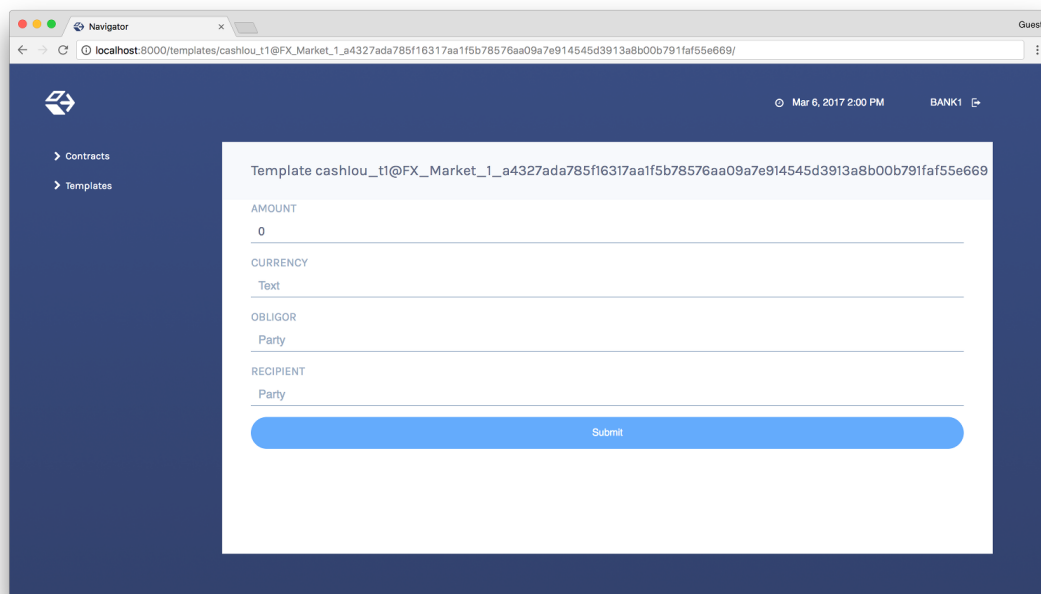 Navigator
Guest
localhost:8000/templates/cashIou_t1@FX_Market_1_a4327ada785f16317aa1f5b78576aa09a7e914545d3913a8b00b791faf55e669/
Mar 6, 2017 2:00 PM BANK1
Contracts
Templates
Template cashIou_t1@FX_Market_1_a4327ada785f16317aa1f5b78576aa09a7e914545d3913a8b00b791faf55e669
AMOUNT
0
CURRENCY
Text
OBLIGOR
Party
RECIPIENT
Party
Submit